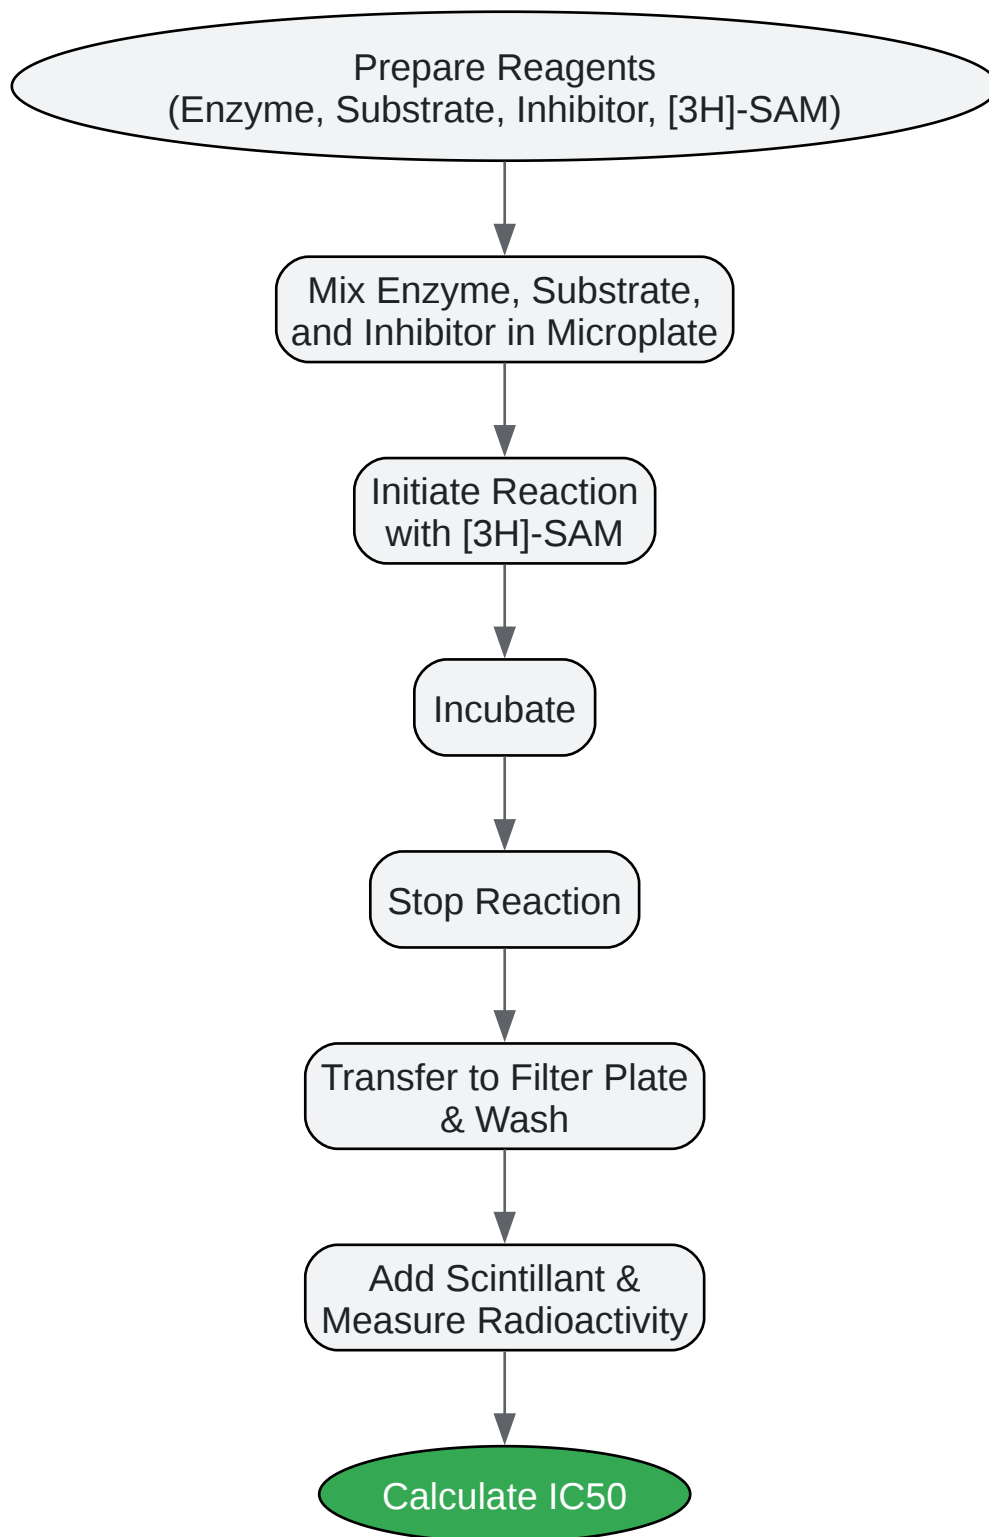 Prepare Reagents
(Enzyme, Substrate, Inhibitor, [3H]-SAM)
Mix Enzyme, Substrate,
and Inhibitor in Microplate
Initiate Reaction
with [3H]-SAM
Incubate
Stop Reaction
Transfer to Filter Plate
& Wash
Add Scintillant &
Measure Radioactivity
Calculate IC50